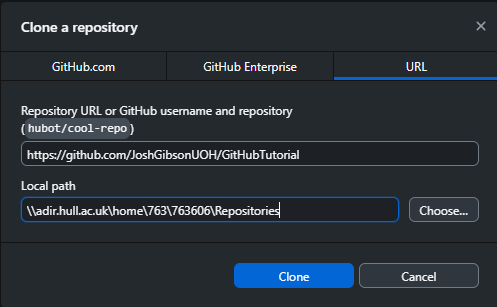 Clone a repository
GitHub.com
GitHub Enterprise
URL
Repository URL or GitHub username and repository
(hubot/cool-repo)
https://github.com/JoshGibsonUOH/GitHubTutorial
Local path
\\adir.hull.ac.uk\home\763\763606\Repositories
Choose...
Clone
Cancel